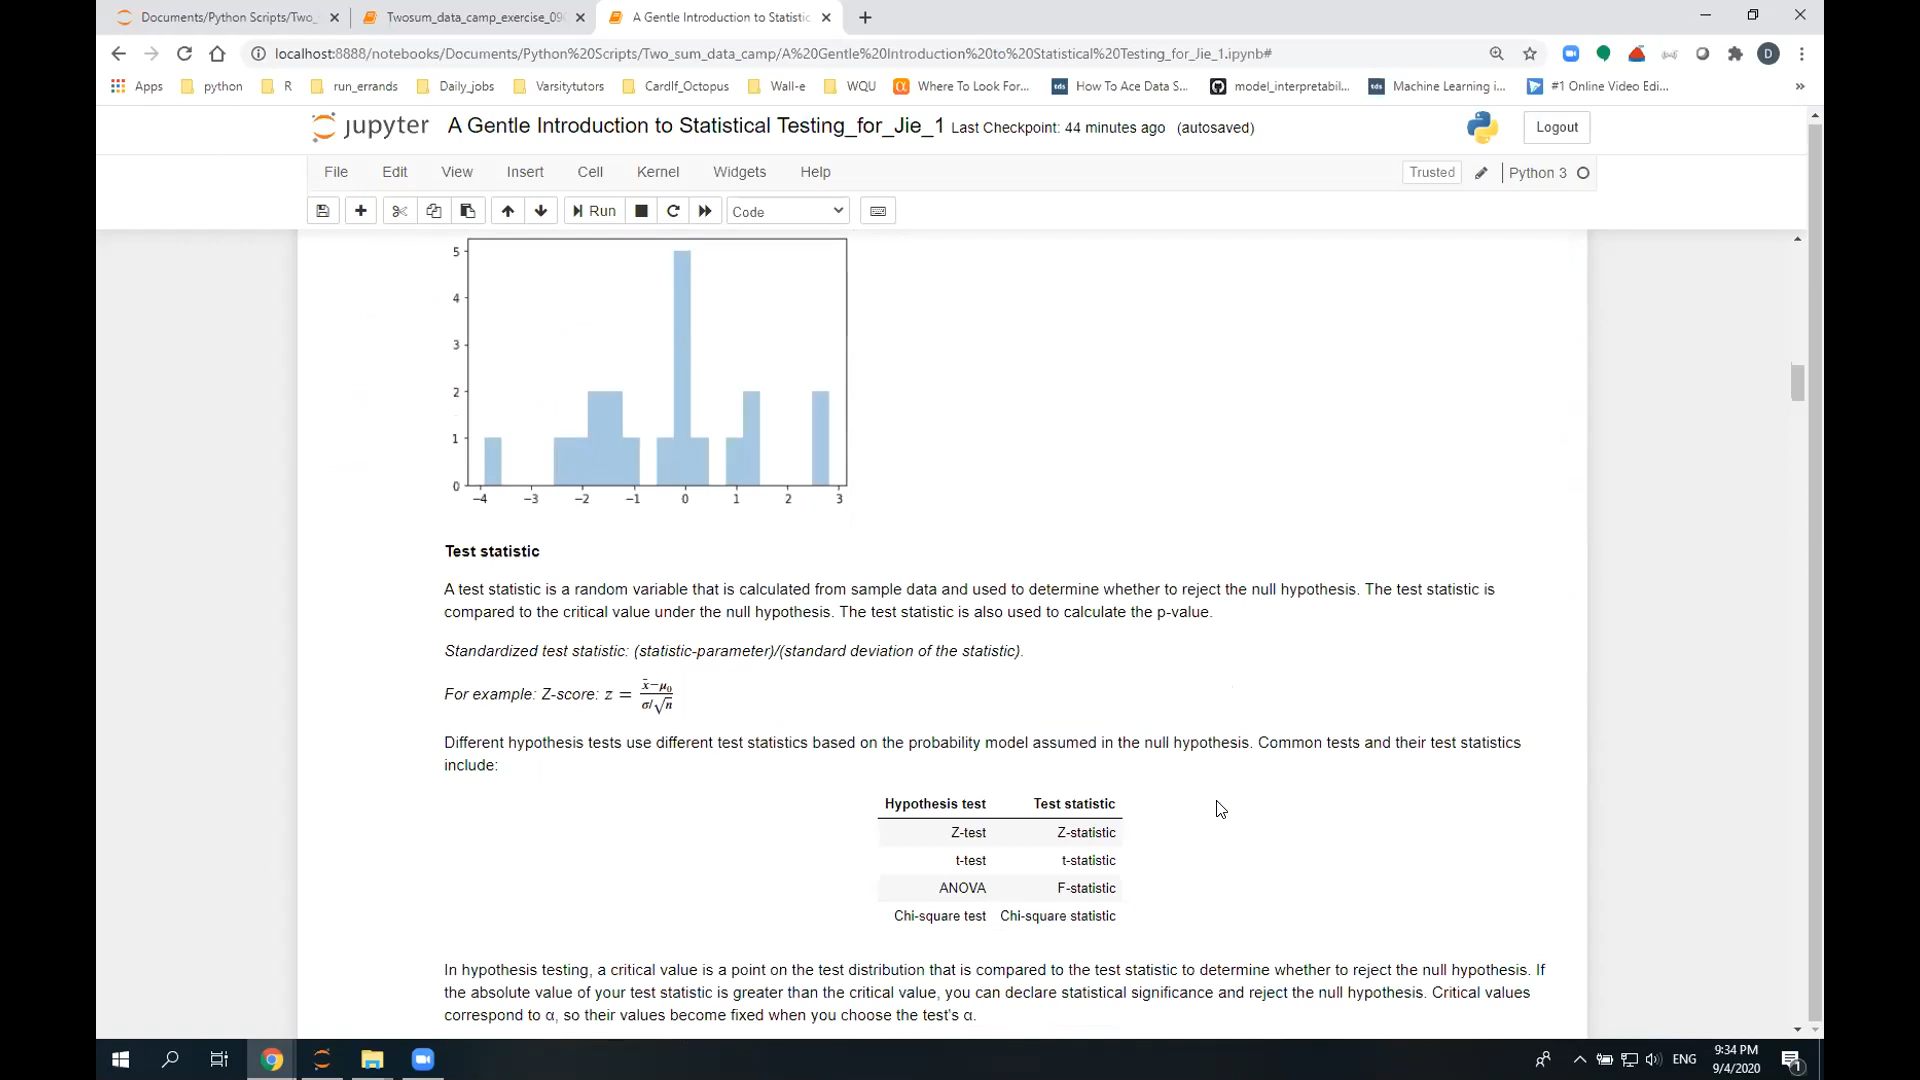 Documents/Python Scripts/Two_
Twosum_data_camp_exercise_090
A Gentle Introduction to Statistic
localhost:8888/notebooks/Documents/Python%20Scripts/Two_sum_data_camp/A%20Gentle%20Introduction%20to%20Statistical%20Testing_for_Jie_1.ipynb#
D
Apps python R run_errands Daily_jobs Varsitytutors CardIf_Octopus Wall-e WQU Where To Look For... tds How To Ace Data S... model_interpretabil... tds Machine Learning i... #1 Online Video Edi... »
jupyter A Gentle Introduction to Statistical Testing_for_Jie_1 Last Checkpoint: 44 minutes ago (autosaved) Logout
File Edit View Insert Cell Kernel Widgets Help Trusted Python 3
Run Code
5
4
3
2
1
0
−4 −3 −2 −1 0 1 2 3
Test statistic
A test statistic is a random variable that is calculated from sample data and used to determine whether to reject the null hypothesis. The test statistic is
compared to the critical value under the null hypothesis. The test statistic is also used to calculate the p-value.
Standardized test statistic: (statistic-parameter)/(standard deviation of the statistic).
For example: Z-score: z = (x̄−μ₀)/(σ/√n)
Different hypothesis tests use different test statistics based on the probability model assumed in the null hypothesis. Common tests and their test statistics
include:
Hypothesis test Test statistic
Z-test Z-statistic
t-test t-statistic
ANOVA F-statistic
Chi-square test Chi-square statistic
In hypothesis testing, a critical value is a point on the test distribution that is compared to the test statistic to determine whether to reject the null hypothesis. If
the absolute value of your test statistic is greater than the critical value, you can declare statistical significance and reject the null hypothesis. Critical values
correspond to α, so their values become fixed when you choose the test's α.
ENG
9:34 PM
9/4/2020
1